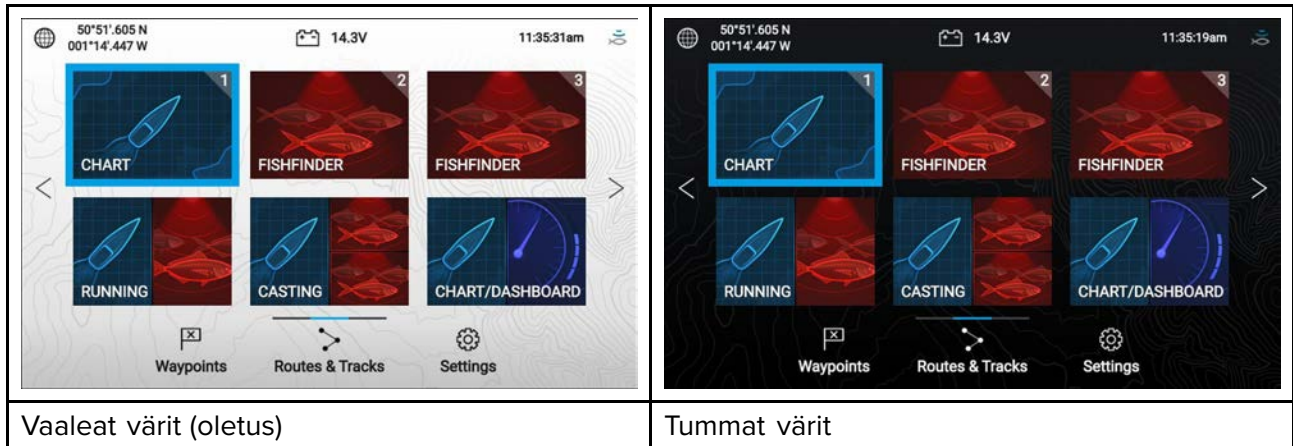 50°51'.605 N
001°14'.447 W
14.3V
11:35:31am
1
2
3
CHART
FISHFINDER
FISHFINDER
RUNNING
CASTING
CHART/DASHBOARD
Waypoints
Routes & Tracks
Settings
Vaaleat värit (oletus)
50°51'.605 N
001°14'.447 W
14.3V
11:35:19am
1
2
3
CHART
FISHFINDER
FISHFINDER
RUNNING
CASTING
CHART/DASHBOARD
Waypoints
Routes & Tracks
Settings
Tummat värit